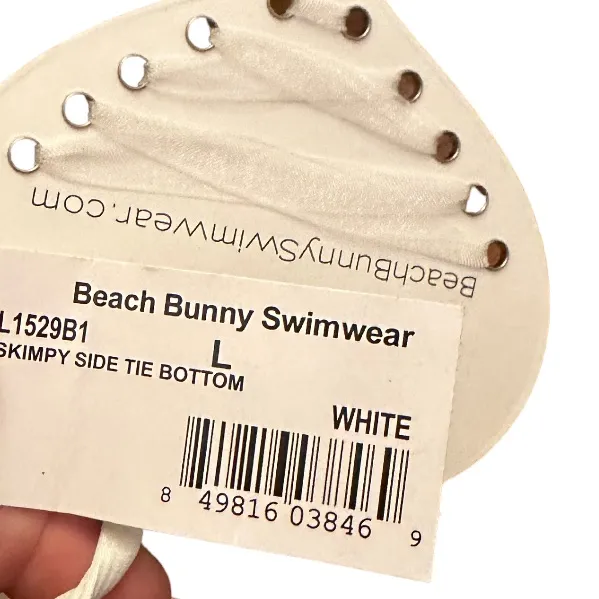 BeachBunnySwimwear.com
Beach Bunny Swimwear
L1529B1
L
SKIMPY SIDE TIE BOTTOM
WHITE
8 49816 03846 9